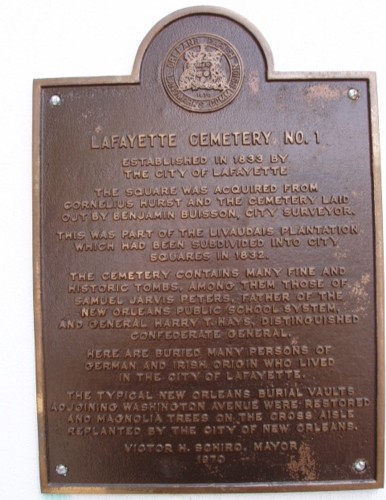 LAFAYETTE CEMETERY NO. 1
ESTABLISHED IN 1833 BY
THE CITY OF LAFAYETTE
THE SQUARE WAS ACQUIRED FROM
CORNELIUS HURST AND THE CEMETERY LAID
OUT BY BENJAMIN BUISSON, CITY SURVEYOR.
THIS WAS PART OF THE LIVAUDAIS PLANTATION
WHICH HAD BEEN SUBDIVIDED INTO CITY
SQUARES IN 1832.
THE CEMETERY CONTAINS MANY FINE AND
HISTORIC TOMBS. AMONG THEM THOSE OF
SAMUEL JARVIS PETERS, FATHER OF THE
NEW ORLEANS PUBLIC SCHOOL SYSTEM,
AND GENERAL HARRY T. HAYS, DISTINGUISHED
CONFEDERATE GENERAL.
HERE ARE BURIED MANY PERSONS OF
GERMAN AND IRISH ORIGIN WHO LIVED
IN THE CITY OF LAFAYETTE
THE TYPICAL NEW ORLEANS BURIAL VAULTS
ADJOINING WASHINGTON AVENUE WERE RESTORED
AND MAGNOLIA TREES ON THE CROSS AISLE
REPLANTED BY THE CITY OF NEW ORLEANS.
VICTOR H. SCHIRO, MAYOR
1970